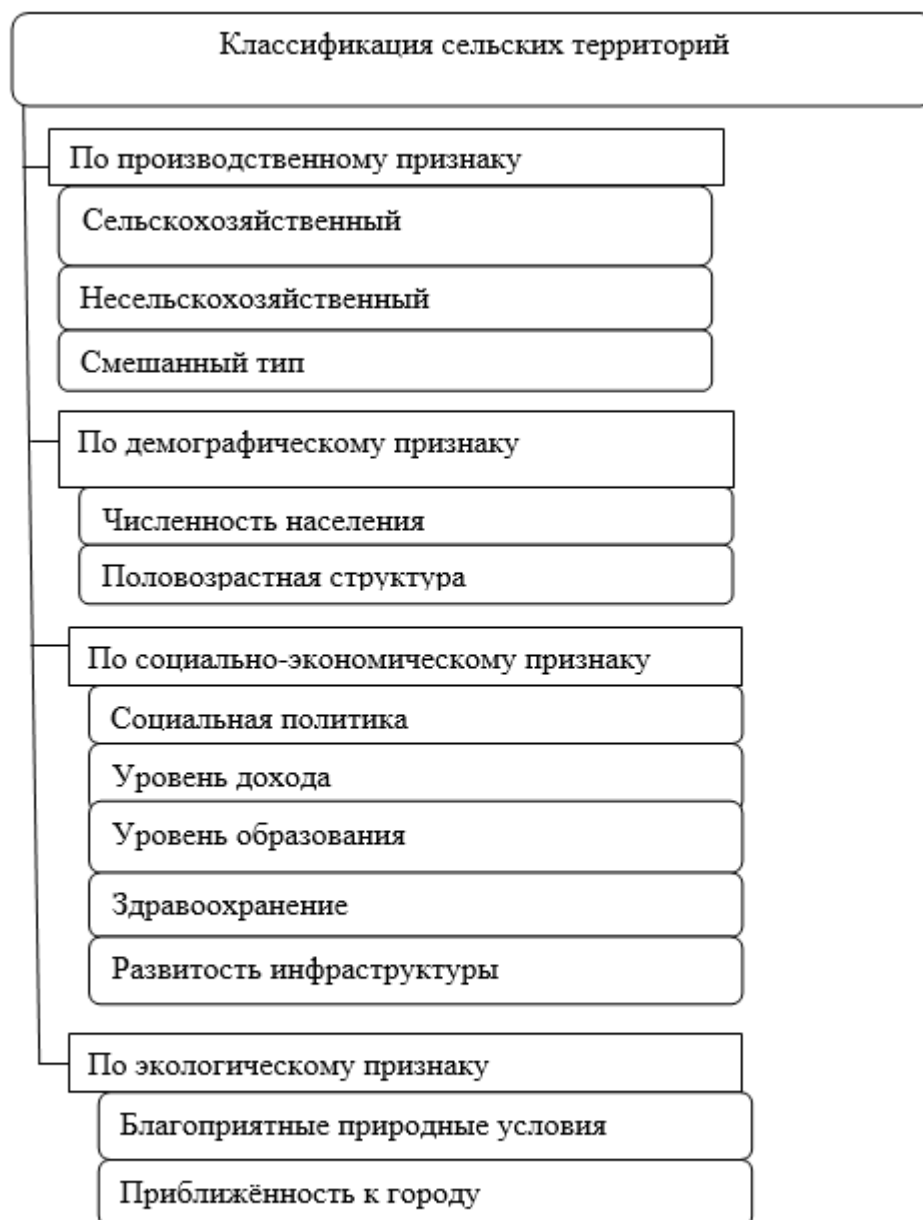 Классификация сельских территорий
По производственному признаку
Сельскохозяйственный
Несельскохозяйственный
Смешанный тип
По демографическому признаку
Численность населения
Половозрастная структура
По социально-экономическому признаку
Социальная политика
Уровень дохода
Уровень образования
Здравоохранение
Развитость инфраструктуры
По экологическому признаку
Благоприятные природные условия
Приближённость к городу